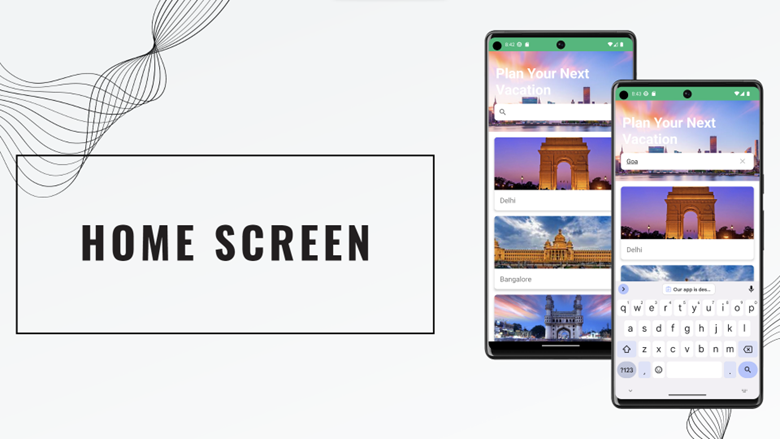 HOME SCREEN
5:42
Plan Your Next
Vacation
Delhi
Bangalore
5:43
Plan Your Next
Vacation
Goa
Delhi
Our app is des...
q w e r t y u i o p
a s d f g h j k l
z x c v b n m
?123 , .